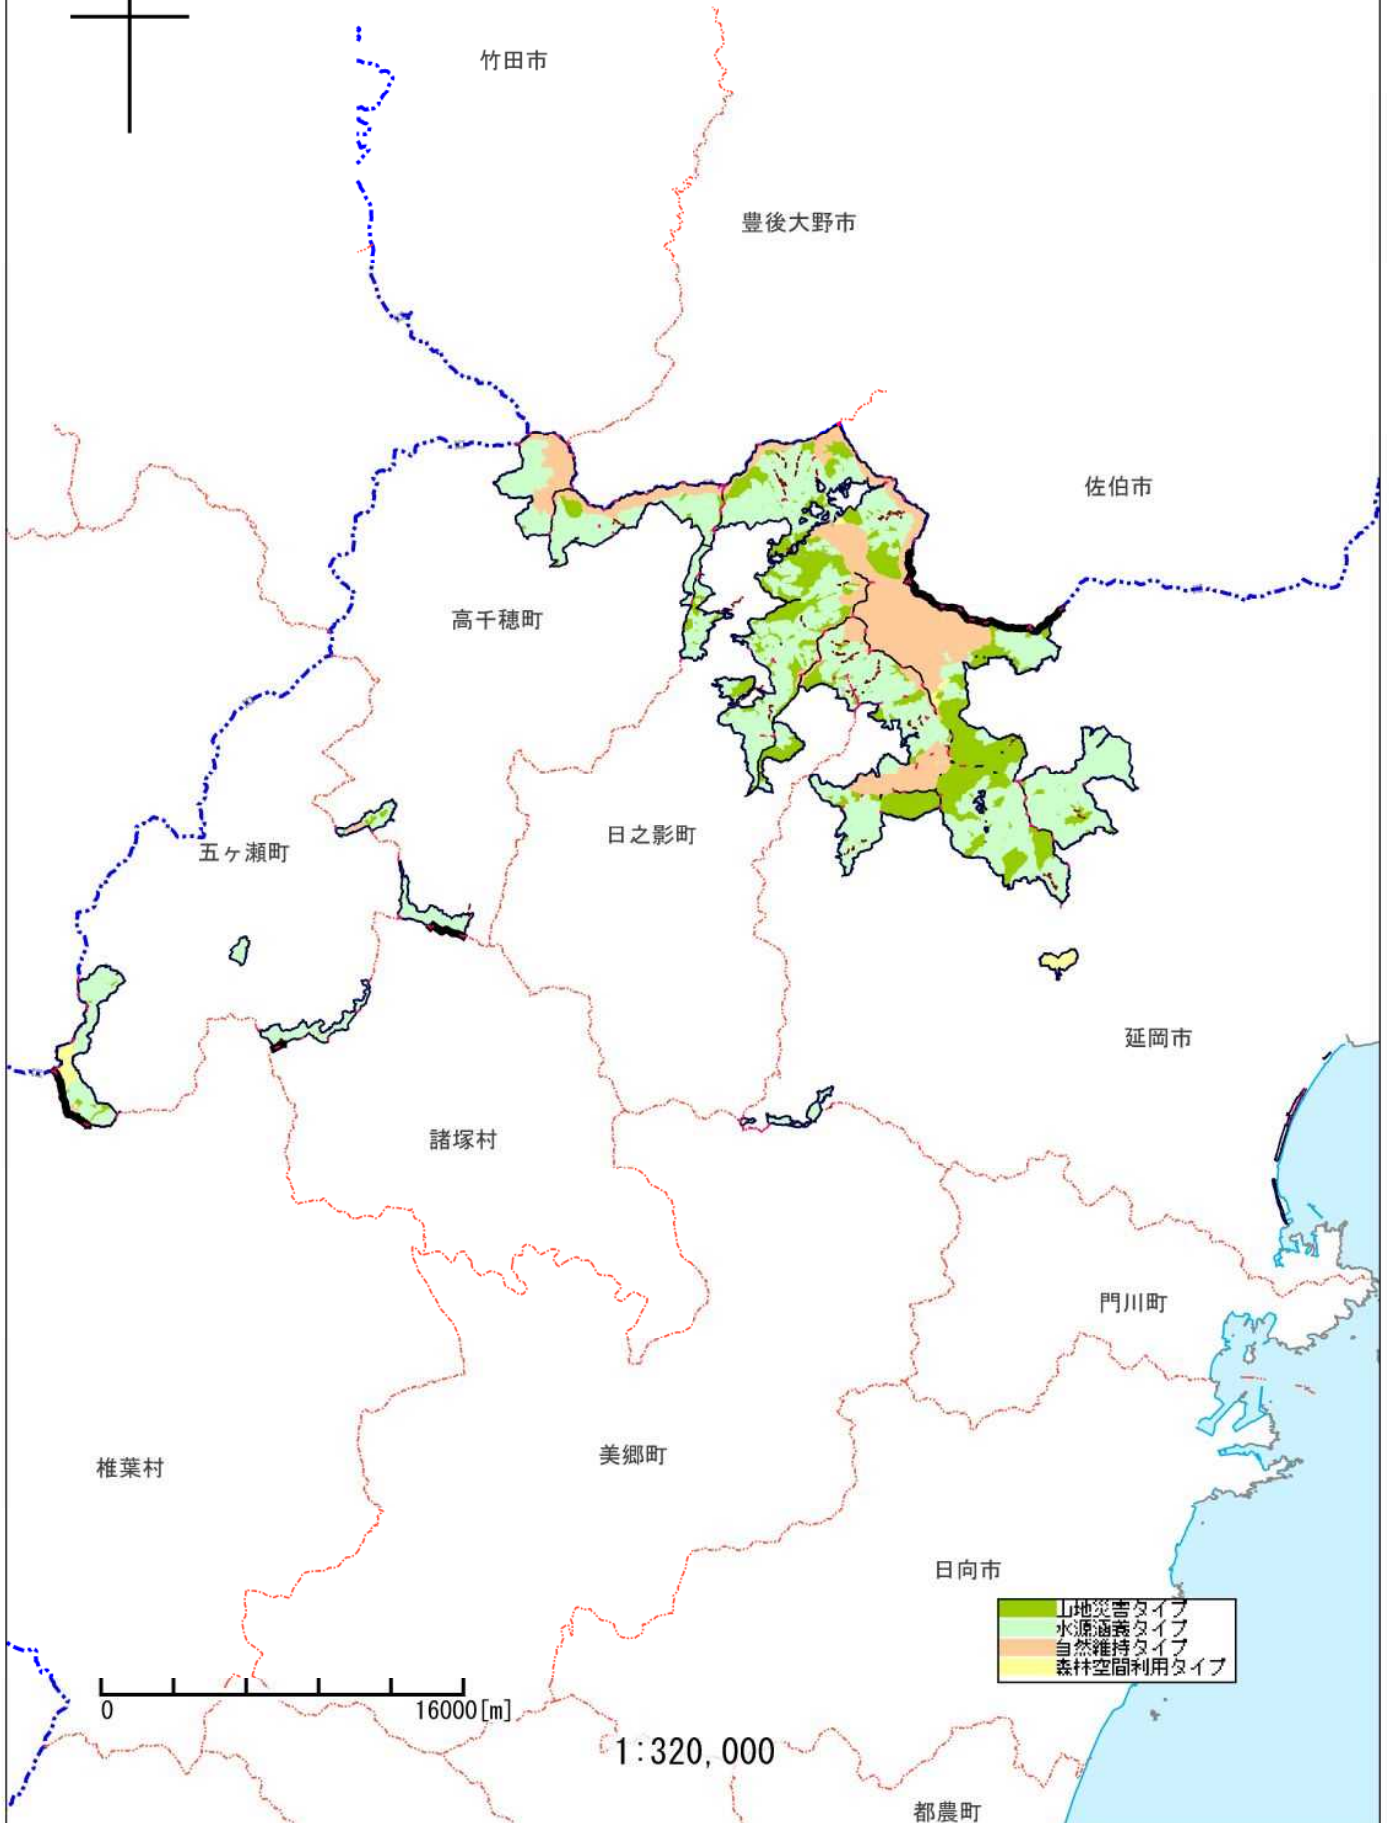 竹田市
豊後大野市
佐伯市
高千穂町
日之影町
五ヶ瀬町
延岡市
諸塚村
門川町
美郷町
椎葉村
日向市
山地災害タイプ
水源涵養タイプ
自然維持タイプ
森林空間利用タイプ
0 16000[m]
1:320,000
都農町